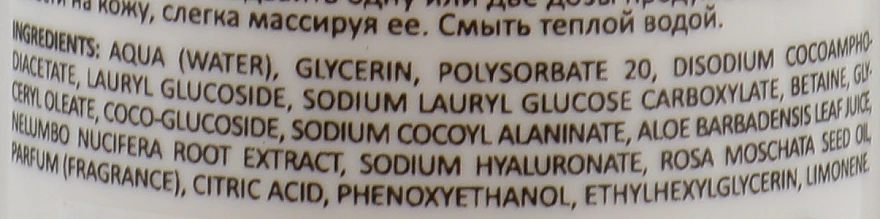 на кожу, слегка массируя ее. Смыть теплой водой.
INGREDIENTS: AQUA (WATER), GLYCERIN, POLYSORBATE 20, DISODIUM COCOAMPHO-
DIACETATE, LAURYL GLUCOSIDE, SODIUM LAURYL GLUCOSE CARBOXYLATE, BETAINE, GLY-
CERYL OLEATE, COCO-GLUCOSIDE, SODIUM COCOYL ALANINATE, ALOE BARBADENSIS LEAF JUICE,
NELUMBO NUCIFERA ROOT EXTRACT, SODIUM HYALURONATE, ROSA MOSCHATA SEED OIL,
PARFUM (FRAGRANCE), CITRIC ACID, PHENOXYETHANOL, ETHYLHEXYLGLYCERIN, LIMONENE.